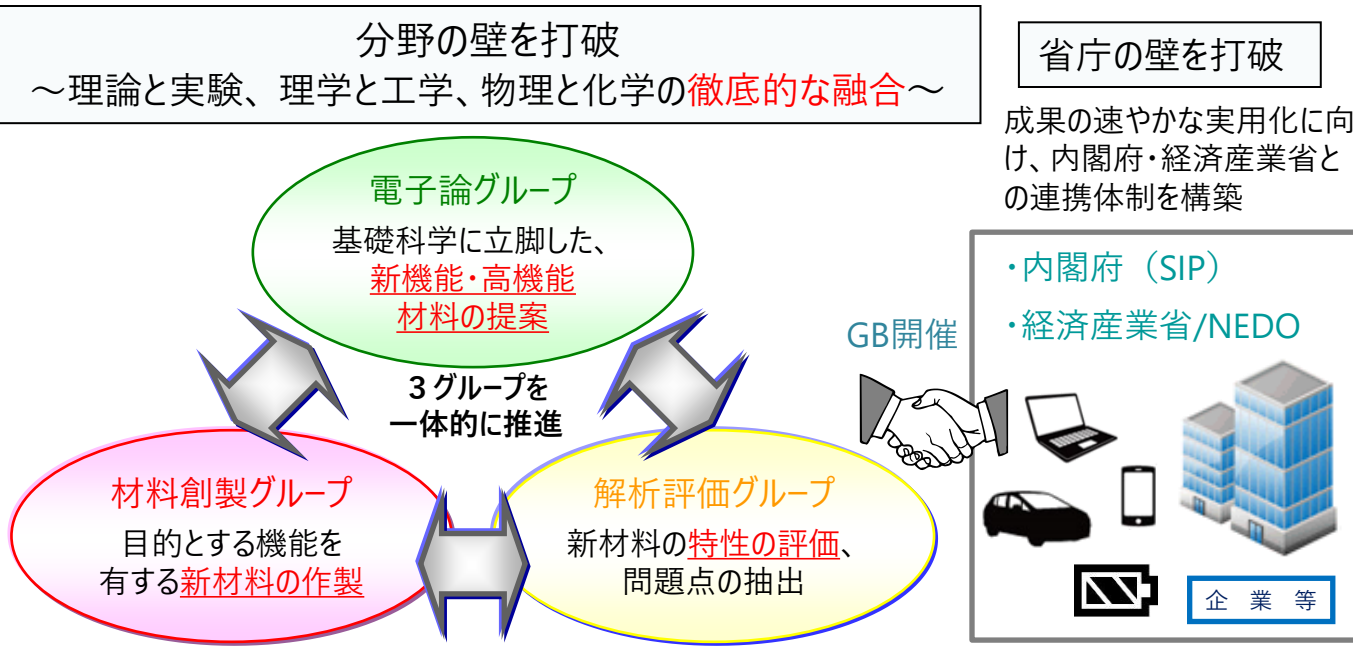 分野の壁を打破
～理論と実験、理学と工学、物理と化学の徹底的な融合～
省庁の壁を打破
成果の速やかな実用化に向
け、内閣府・経済産業省と
の連携体制を構築
電子論グループ
基礎科学に立脚した、
新機能・高機能
材料の提案
３グループを
一体的に推進
材料創製グループ
目的とする機能を
有する新材料の作製
解析評価グループ
新材料の特性の評価、
問題点の抽出
GB開催
・内閣府（SIP）
・経済産業省/NEDO
企 業 等